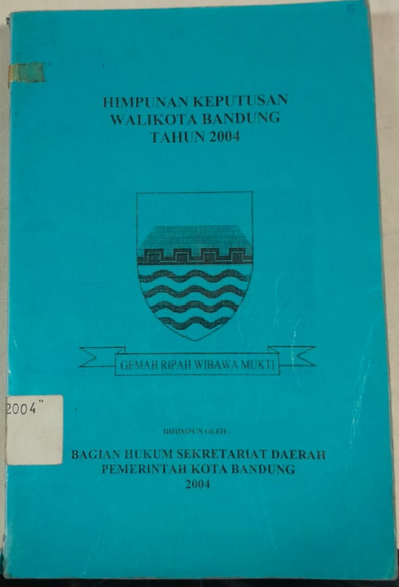 HIMPUNAN KEPUTUSAN
WALIKOTA BANDUNG
TAHUN 2004
GEMAH RIPAH WIBAWA MUKTI
2004"
DIHIMPUN OLEH :
BAGIAN HUKUM SEKRETARIAT DAERAH
PEMERINTAH KOTA BANDUNG
2004